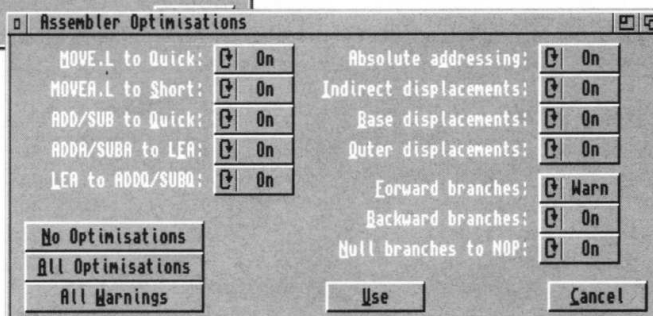 Assembler Optimisations
MOVE.L to Quick: On
MOVEA.L to Short: On
ADD/SUB to Quick: On
ADDA/SUBA to LEA: On
LEA to ADDQ/SUBQ: On
Absolute addressing: On
Indirect displacements: On
Base displacements: On
Outer displacements: On
Forward branches: Warn
Backward branches: On
Null branches to NOP: On
No Optimisations
All Optimisations
All Warnings
Use
Cancel